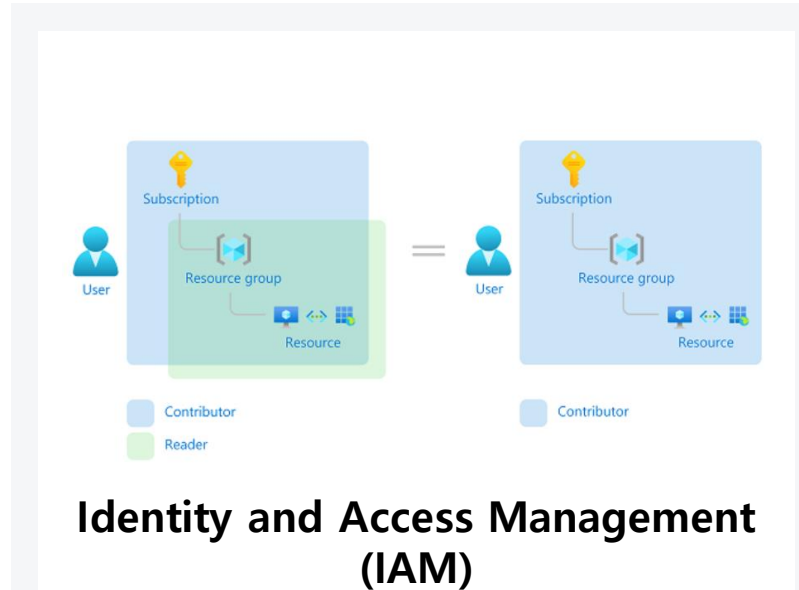 Subscription
Resource group
Resource
User
Contributor
Reader
Subscription
Resource group
Resource
User
Contributor
Identity and Access Management
(IAM)